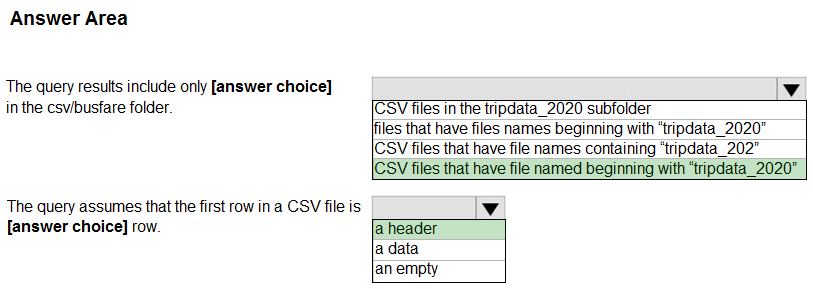 Answer Area
The query results include only [answer choice]
in the csv/busfare folder.
CSV files in the tripdata_2020 subfolder
files that have files names beginning with “tripdata_2020”
CSV files that have file names containing “tripdata_202”
CSV files that have file named beginning with “tripdata_2020”
The query assumes that the first row in a CSV file is
[answer choice] row.
a header
a data
an empty